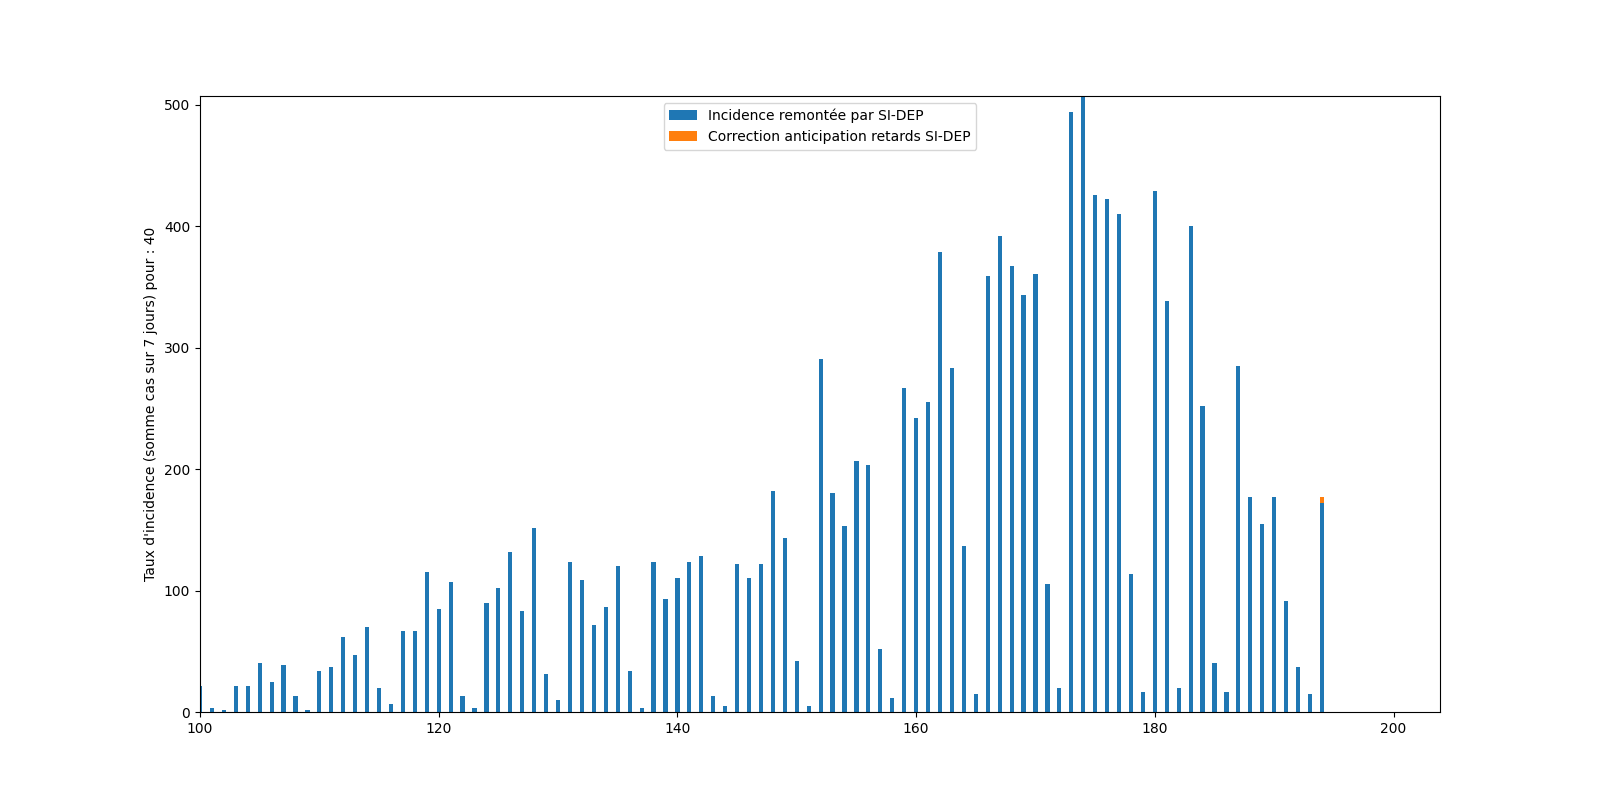 Incidence remontée par SI-DEP
Correction anticipation retards SI-DEP
Taux d'incidence (somme cas sur 7 jours) pour : 40
500
400
300
200
100
0
100 120 140 160 180 200